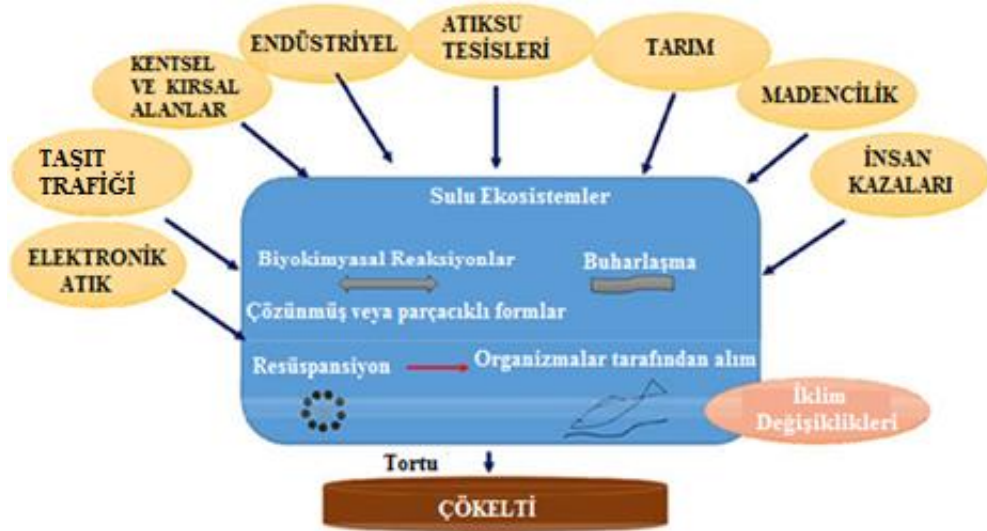 ENDÜSTRİYEL
ATIKSU
TESİSLERİ
TARIM
KENTSEL
VE KIRSAL
ALANLAR
MADENCİLİK
TAŞIT
TRAFİĞİ
İNSAN
KAZALARI
ELEKTRONİK
ATIK
Sulu Ekosistemler
Biyokimyasal Reaksiyonlar
Buharlaşma
Çözünmüş veya parçacıklı formlar
Resüspansiyon
Organizmalar tarafından alım
İklim
Değişiklikleri
Tortu
ÇÖKELTİ